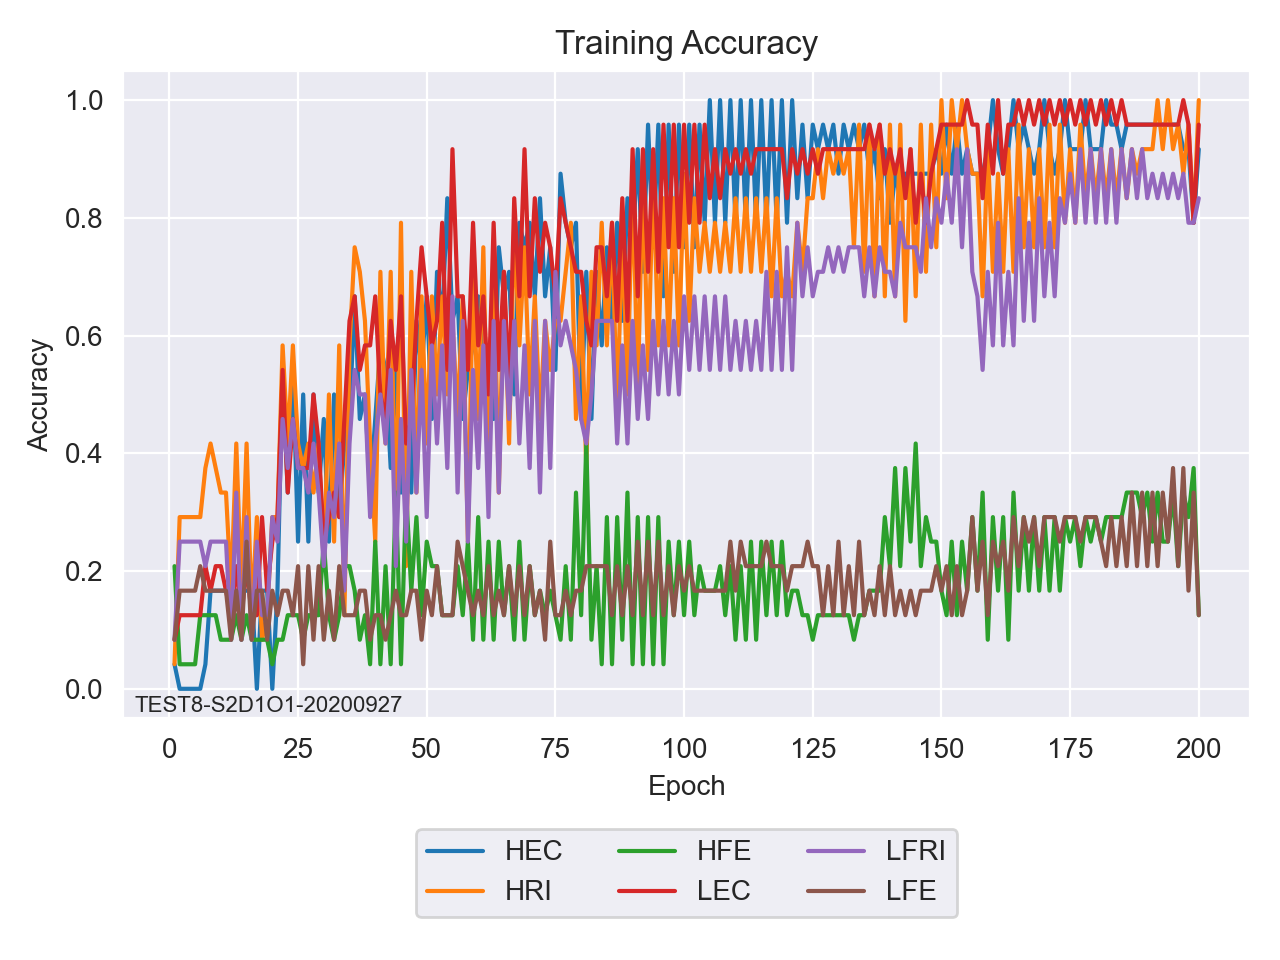 Training Accuracy
1.0
0.8
0.6
0.4
0.2
0.0
Accuracy
TEST8-S2D1O1-20200927
0 25 50 75 100 125 150 175 200
Epoch
HEC HFE LFRI
HRI LEC LFE